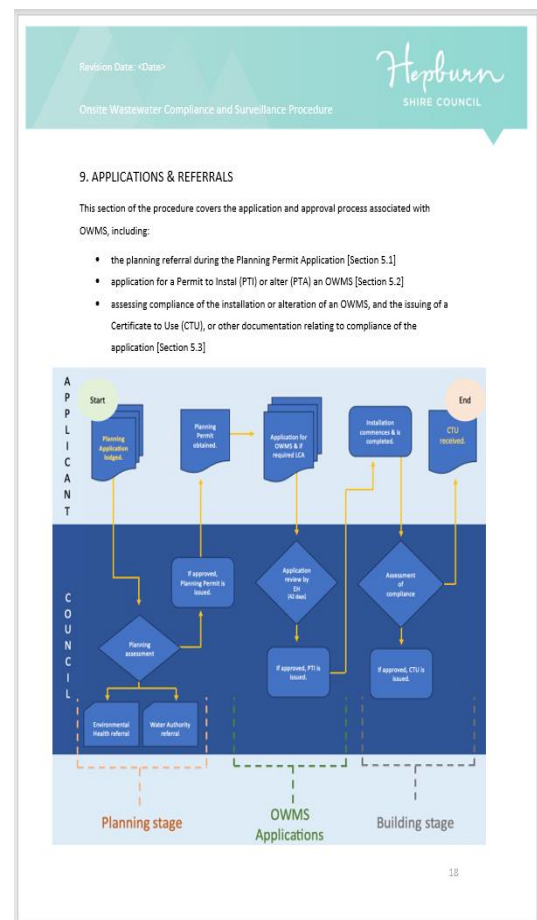 Revision Date: <Date>
Hepburn
SHIRE COUNCIL
Onsite Wastewater Compliance and Surveillance Procedure
9. APPLICATIONS & REFERRALS
This section of the procedure covers the application and approval process associated with
OWMS, including:
• the planning referral during the Planning Permit Application [Section 5.1]
• application for a Permit to Instal (PTI) or alter (PTA) an OWMS [Section 5.2]
• assessing compliance of the installation or alteration of an OWMS, and the issuing of a
Certificate to Use (CTU), or other documentation relating to compliance of the
application [Section 5.3]
APPLICANT
Start
Planning
Application
lodged.
Planning
Permit
obtained.
Application for
OWMS & if
required LCA
Installation
commences & is
completed.
End
CTU
received.
COUNCIL
If approved,
Planning Permit is
issued.
Planning
assessment
Environmental
Health referral
Water Authority
referral
Application
review by
EH
(42 days)
If approved, PTI is
issued.
Assessment
of
compliance
If approved, CTU is
issued.
Planning stage
OWMS
Applications
Building stage
18